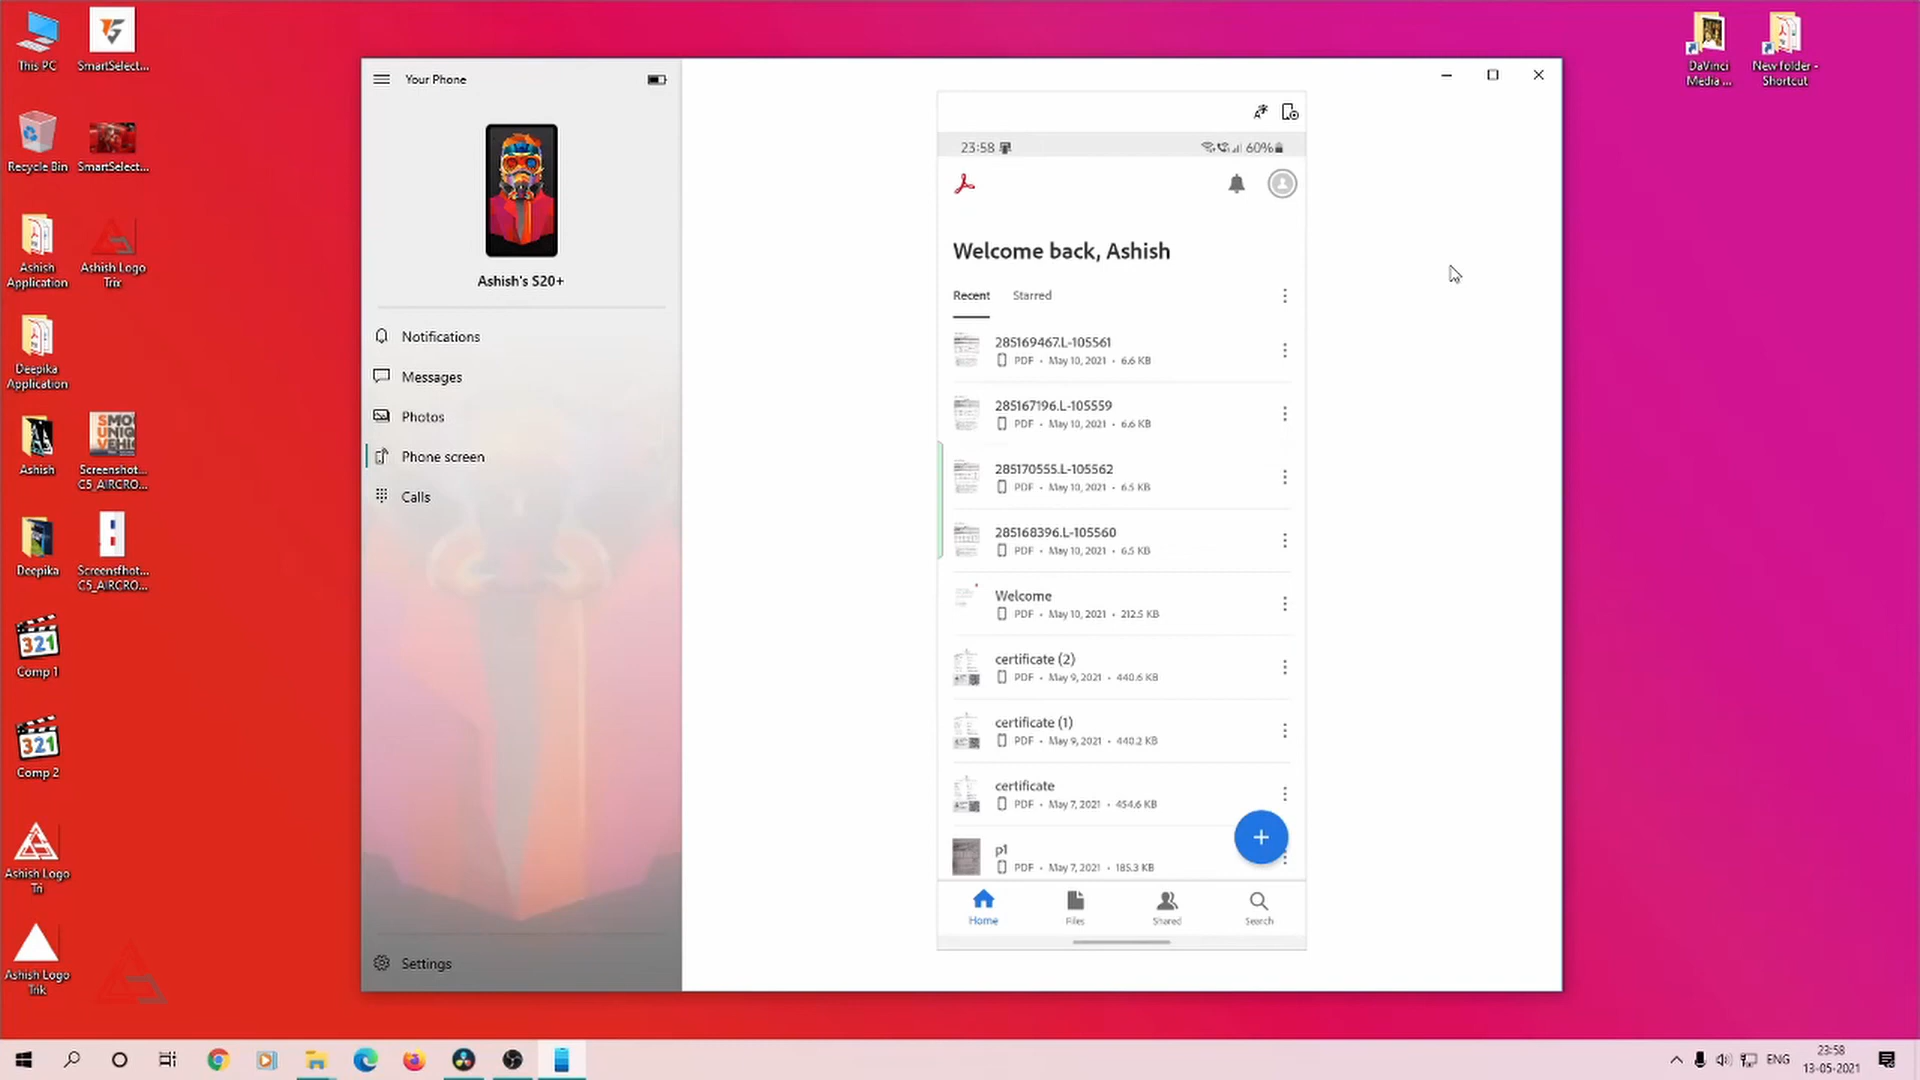 This PC
SmartSelect...
Recycle Bin
SmartSelect...
Ashish
Application
Ashish Logo
Trix
Deepika
Application
Ashish
Screenshot...
C5_AIRCRO...
Deepika
Screensfhot...
C5_AIRCRO...
321
Comp 1
321
Comp 2
Ashish Logo
Tri
Ashish Logo
Trik
DaVinci
Media ...
New folder -
Shortcut
Your Phone
Ashish's S20+
Notifications
Messages
Photos
Phone screen
Calls
Settings
23:58
60%
Welcome back, Ashish
Recent
Starred
285169467.L-105561
PDF • May 10, 2021 • 6.6 KB
285167196.L-105559
PDF • May 10, 2021 • 6.6 KB
285170555.L-105562
PDF • May 10, 2021 • 6.5 KB
285168396.L-105560
PDF • May 10, 2021 • 6.5 KB
Welcome
PDF • May 10, 2021 • 212.5 KB
certificate (2)
PDF • May 9, 2021 • 440.6 KB
certificate (1)
PDF • May 9, 2021 • 440.2 KB
certificate
PDF • May 7, 2021 • 454.6 KB
p1
PDF • May 7, 2021 • 185.3 KB
Home
Files
Shared
Search
ENG
23:58
13-05-2021